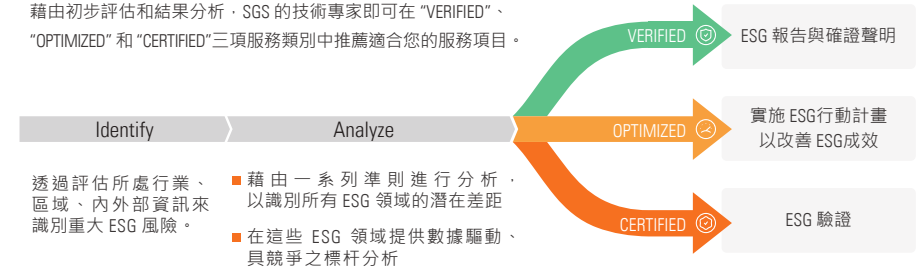 藉由初步評估和結果分析，SGS 的技術專家即可在 “VERIFIED”、
“OPTIMIZED” 和 “CERTIFIED”三項服務類別中推薦適合您的服務項目。
Identify
Analyze
透過評估所處行業、
區域、內外部資訊來
識別重大 ESG 風險。
藉由一系列準則進行分析，
以識別所有 ESG 領域的潛在差距
在這些 ESG 領域提供數據驅動、
具競爭之標杆分析
VERIFIED
ESG 報告與確證聲明
OPTIMIZED
實施 ESG行動計畫
以改善 ESG成效
CERTIFIED
ESG 驗證